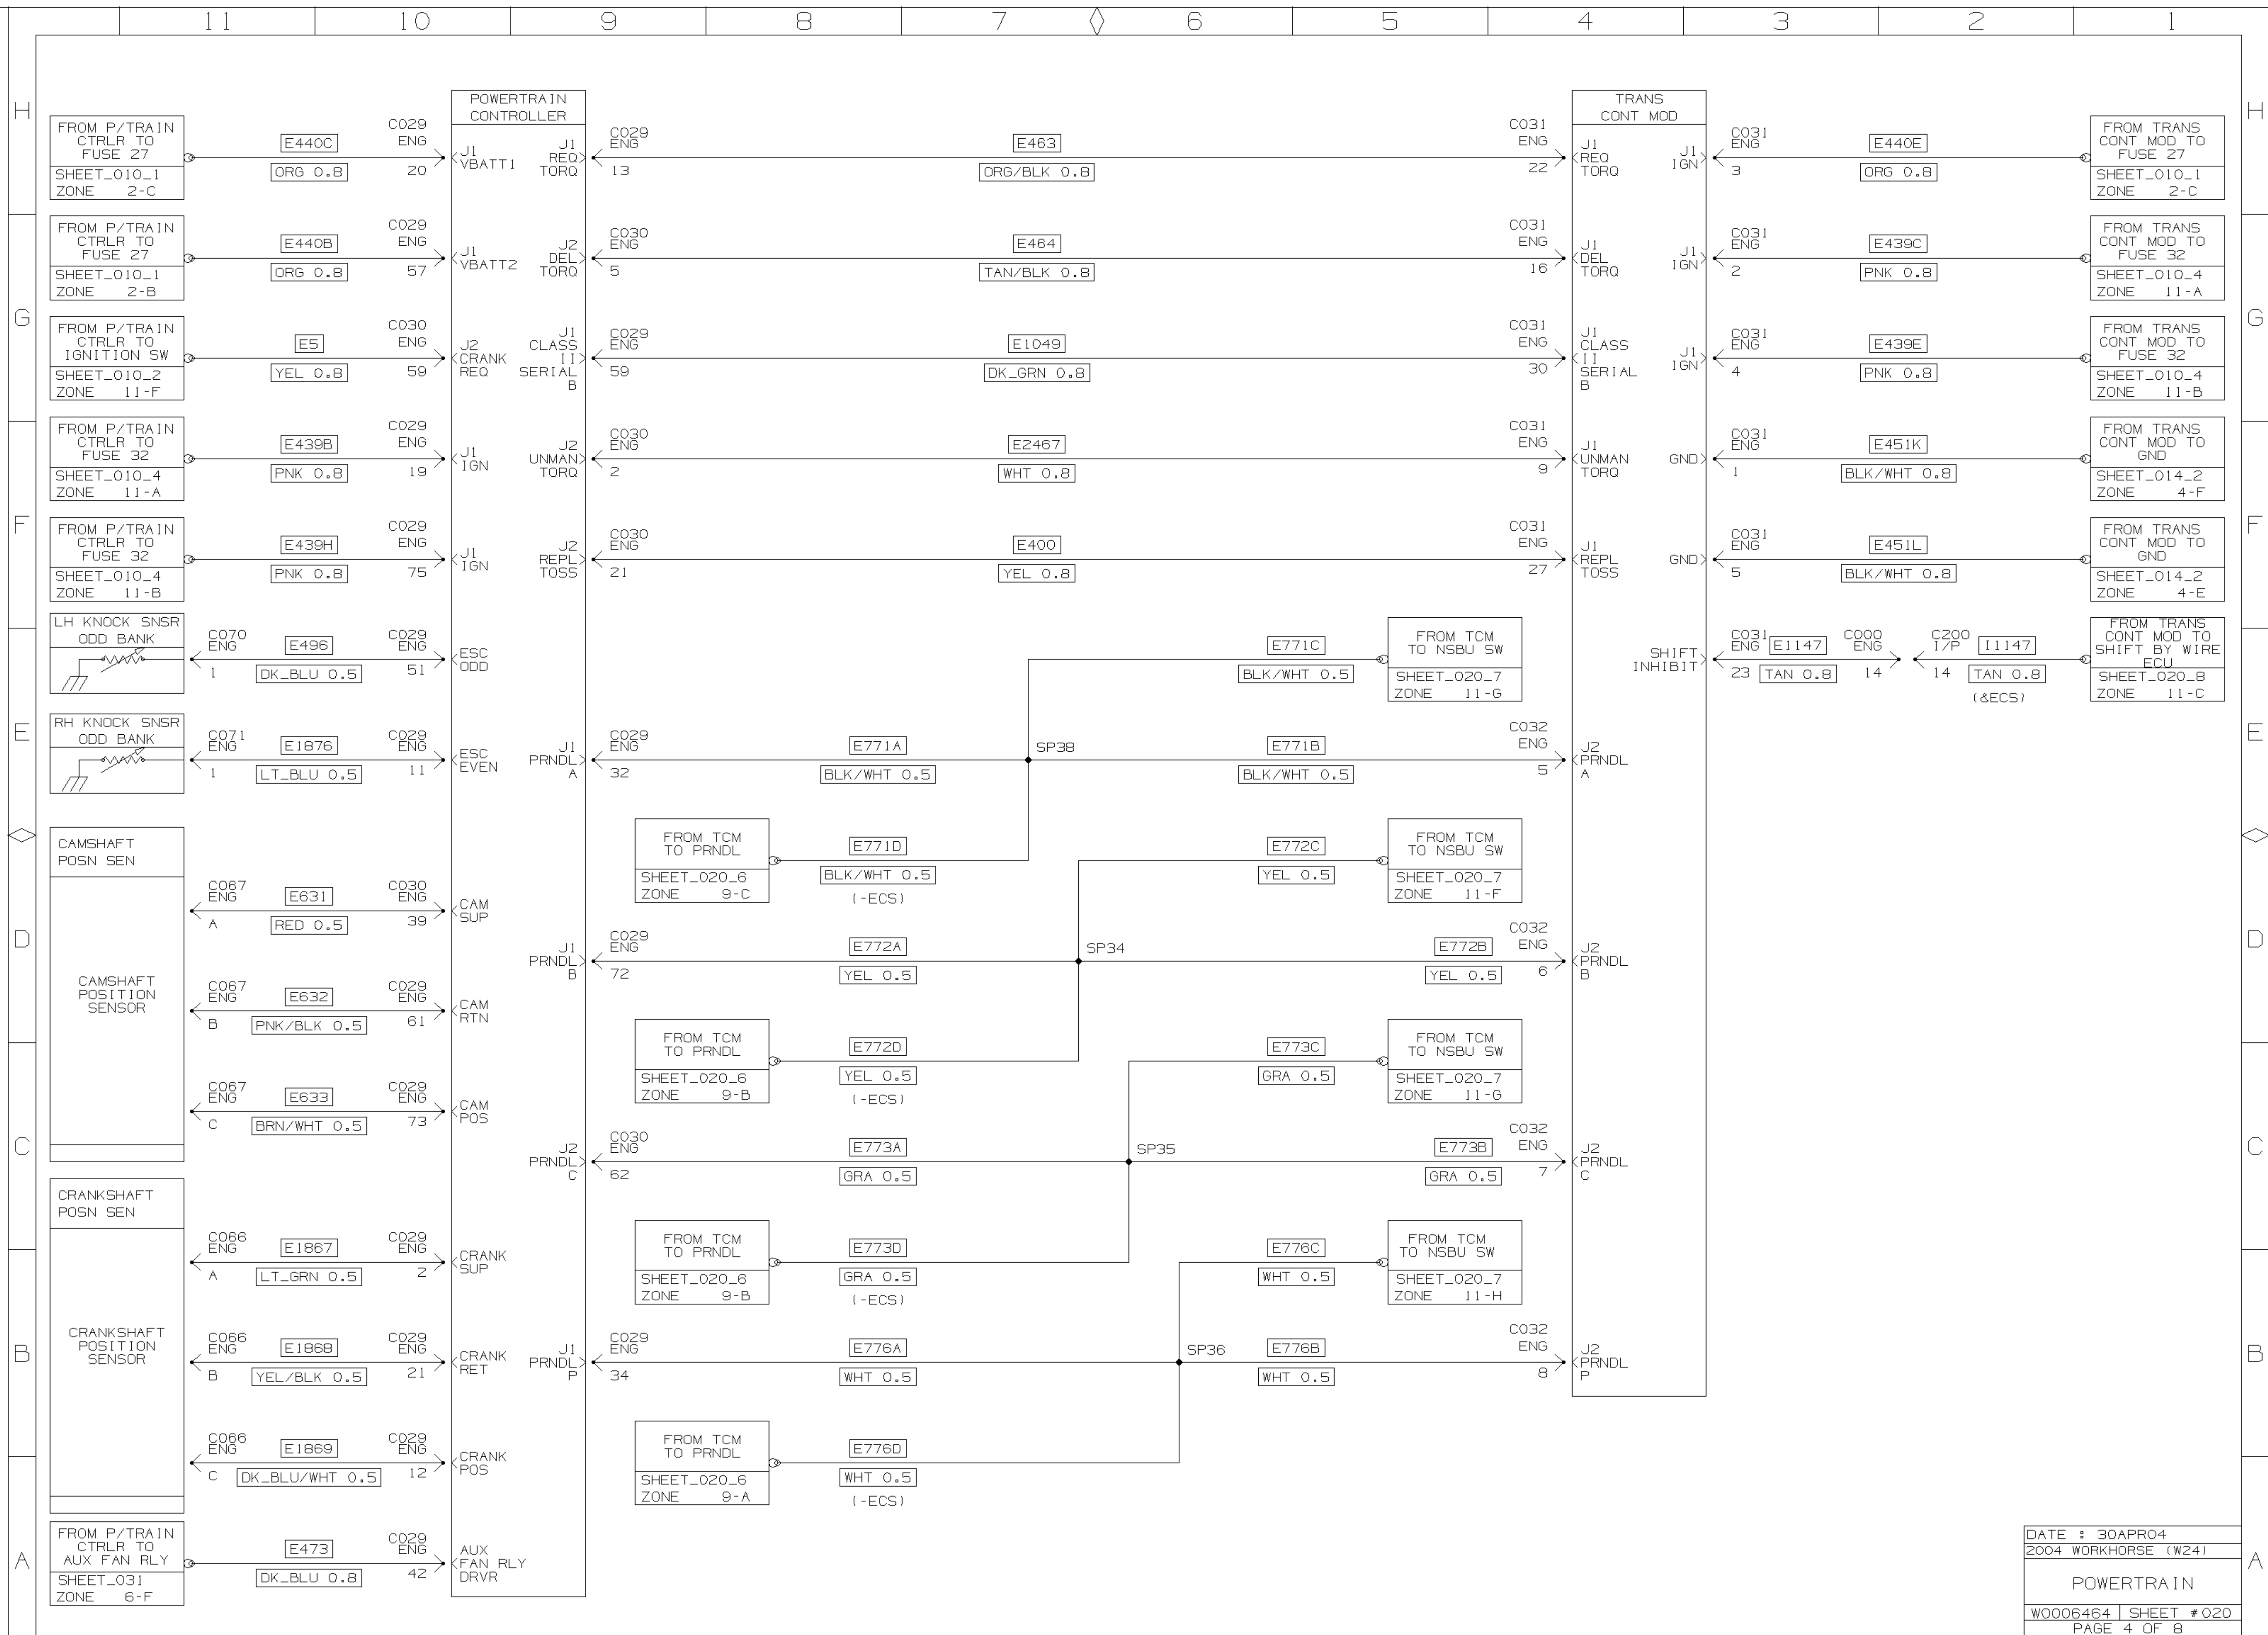 11 10 9 8 7 6 5 4 3 2 1
H
G
F
E
D
C
B
A
FROM P/TRAIN
CTRLR TO
FUSE 27
SHEET_010_1
ZONE 2-C
E440C
ORG 0.8
C029
ENG
20
J1
VBATT1
FROM P/TRAIN
CTRLR TO
FUSE 27
SHEET_010_1
ZONE 2-B
E440B
ORG 0.8
C029
ENG
57
J1
VBATT2
FROM P/TRAIN
CTRLR TO
IGNITION SW
SHEET_010_2
ZONE 11-F
E5
YEL 0.8
C030
ENG
59
J2
CRANK
REQ
FROM P/TRAIN
CTRLR TO
FUSE 32
SHEET_010_4
ZONE 11-A
E439B
PNK 0.8
C029
ENG
19
J1
IGN
FROM P/TRAIN
CTRLR TO
FUSE 32
SHEET_010_4
ZONE 11-B
E439H
PNK 0.8
C029
ENG
75
J1
IGN
LH KNOCK SNSR
ODD BANK
C070
ENG
1
E496
DK_BLU 0.5
C029
ENG
51
ESC
ODD
RH KNOCK SNSR
ODD BANK
C071
ENG
1
E1876
LT_BLU 0.5
C029
ENG
11
ESC
EVEN
CAMSHAFT
POSN SEN
CAMSHAFT
POSITION
SENSOR
C067
ENG
A
E631
RED 0.5
C030
ENG
39
CAM
SUP
C067
ENG
B
E632
PNK/BLK 0.5
C029
ENG
61
CAM
RTN
C067
ENG
C
E633
BRN/WHT 0.5
C029
ENG
73
CAM
POS
CRANKSHAFT
POSN SEN
CRANKSHAFT
POSITION
SENSOR
C066
ENG
A
E1867
LT_GRN 0.5
C029
ENG
2
CRANK
SUP
C066
ENG
B
E1868
YEL/BLK 0.5
C029
ENG
21
CRANK
RET
C066
ENG
C
E1869
DK_BLU/WHT 0.5
C029
ENG
12
CRANK
POS
FROM P/TRAIN
CTRLR TO
AUX FAN RLY
SHEET_031
ZONE 6-F
E473
DK_BLU 0.8
C029
ENG
42
AUX
FAN RLY
DRVR
POWERTRAIN
CONTROLLER
J1
REQ
TORQ
C029
ENG
13
E463
ORG/BLK 0.8
C031
ENG
22
J1
REQ
TORQ
J2
DEL
TORQ
C030
ENG
5
E464
TAN/BLK 0.8
C031
ENG
16
J1
DEL
TORQ
J1
CLASS
II
SERIAL
B
C029
ENG
59
E1049
DK_GRN 0.8
C031
ENG
30
J1
CLASS
II
SERIAL
B
J2
UNMAN
TORQ
C030
ENG
2
E2467
WHT 0.8
C031
ENG
9
J1
UNMAN
TORQ
J2
REPL
TOSS
C030
ENG
21
E400
YEL 0.8
C031
ENG
27
J1
REPL
TOSS
E771C
BLK/WHT 0.5
FROM TCM
TO NSBU SW
SHEET_020_7
ZONE 11-G
J1
PRNDL
A
C029
ENG
32
E771A
BLK/WHT 0.5
SP38
E771B
BLK/WHT 0.5
C032
ENG
5
J2
PRNDL
A
FROM TCM
TO PRNDL
SHEET_020_6
ZONE 9-C
E771D
BLK/WHT 0.5
(-ECS)
E772C
YEL 0.5
FROM TCM
TO NSBU SW
SHEET_020_7
ZONE 11-F
J1
PRNDL
B
C029
ENG
72
E772A
YEL 0.5
SP34
E772B
YEL 0.5
C032
ENG
6
J2
PRNDL
B
FROM TCM
TO PRNDL
SHEET_020_6
ZONE 9-B
E772D
YEL 0.5
(-ECS)
E773C
GRA 0.5
FROM TCM
TO NSBU SW
SHEET_020_7
ZONE 11-G
J2
PRNDL
C
C030
ENG
62
E773A
GRA 0.5
SP35
E773B
GRA 0.5
C032
ENG
7
J2
PRNDL
C
FROM TCM
TO PRNDL
SHEET_020_6
ZONE 9-B
E773D
GRA 0.5
(-ECS)
E776C
WHT 0.5
FROM TCM
TO NSBU SW
SHEET_020_7
ZONE 11-H
J1
PRNDL
P
C029
ENG
34
E776A
WHT 0.5
SP36
E776B
WHT 0.5
C032
ENG
8
J2
PRNDL
P
FROM TCM
TO PRNDL
SHEET_020_6
ZONE 9-A
E776D
WHT 0.5
(-ECS)
TRANS
CONT MOD
J1
IGN
C031
ENG
3
E440E
ORG 0.8
FROM TRANS
CONT MOD TO
FUSE 27
SHEET_010_1
ZONE 2-C
J1
IGN
C031
ENG
2
E439C
PNK 0.8
FROM TRANS
CONT MOD TO
FUSE 32
SHEET_010_4
ZONE 11-A
J1
IGN
C031
ENG
4
E439E
PNK 0.8
FROM TRANS
CONT MOD TO
FUSE 32
SHEET_010_4
ZONE 11-B
GND
C031
ENG
1
E451K
BLK/WHT 0.8
FROM TRANS
CONT MOD TO
GND
SHEET_014_2
ZONE 4-F
GND
C031
ENG
5
E451L
BLK/WHT 0.8
FROM TRANS
CONT MOD TO
GND
SHEET_014_2
ZONE 4-E
SHIFT
INHIBIT
C031
ENG
23
E1147
TAN 0.8
C000
ENG
14
C200
I/P
14
I1147
TAN 0.8
(&ECS)
FROM TRANS
CONT MOD TO
SHIFT BY WIRE
ECU
SHEET_020_8
ZONE 11-C
H
G
F
E
D
C
B
A
DATE : 30APR04
2004 WORKHORSE (W24)
POWERTRAIN
W0006464 SHEET #020
PAGE 4 OF 8